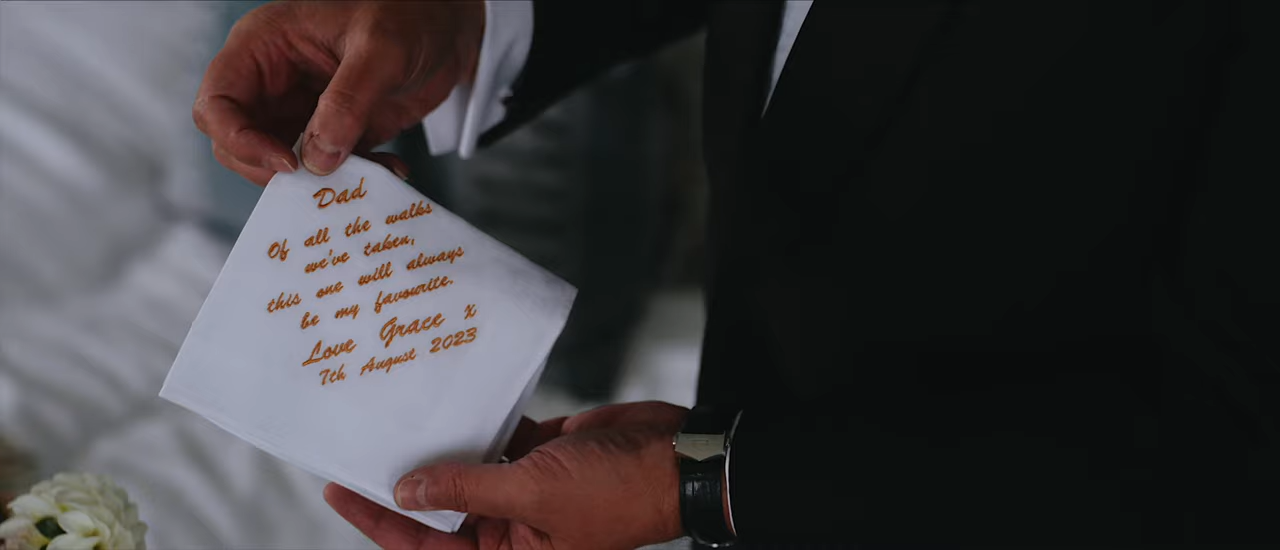 Dad
Of all the walks
we've taken,
this one will always
be my favourite.
Love Grace x
7th August 2023